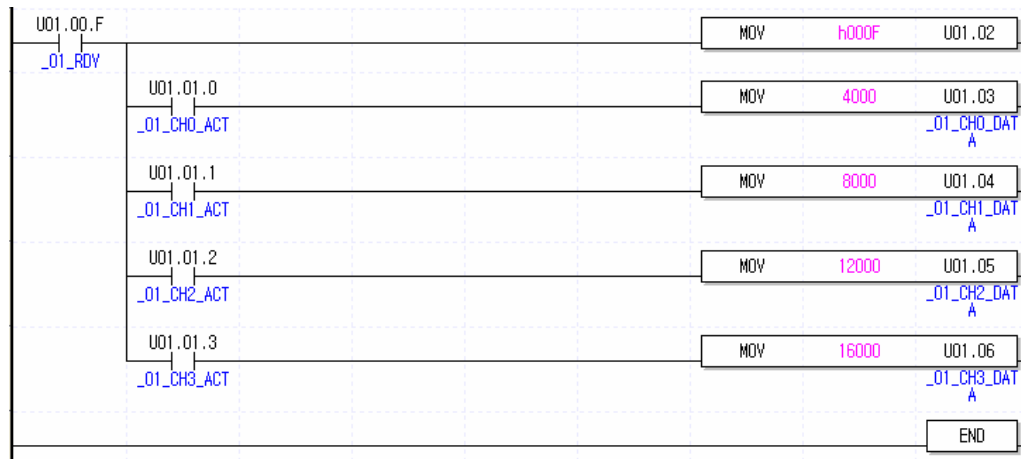 U01.00.F
MOV h000F U01.02
_01_RDY
U01.01.0
MOV 4000 U01.03
_01_CH0_ACT
_01_CH0_DAT
A
U01.01.1
MOV 8000 U01.04
_01_CH1_ACT
_01_CH1_DAT
A
U01.01.2
MOV 12000 U01.05
_01_CH2_ACT
_01_CH2_DAT
A
U01.01.3
MOV 16000 U01.06
_01_CH3_ACT
_01_CH3_DAT
A
END